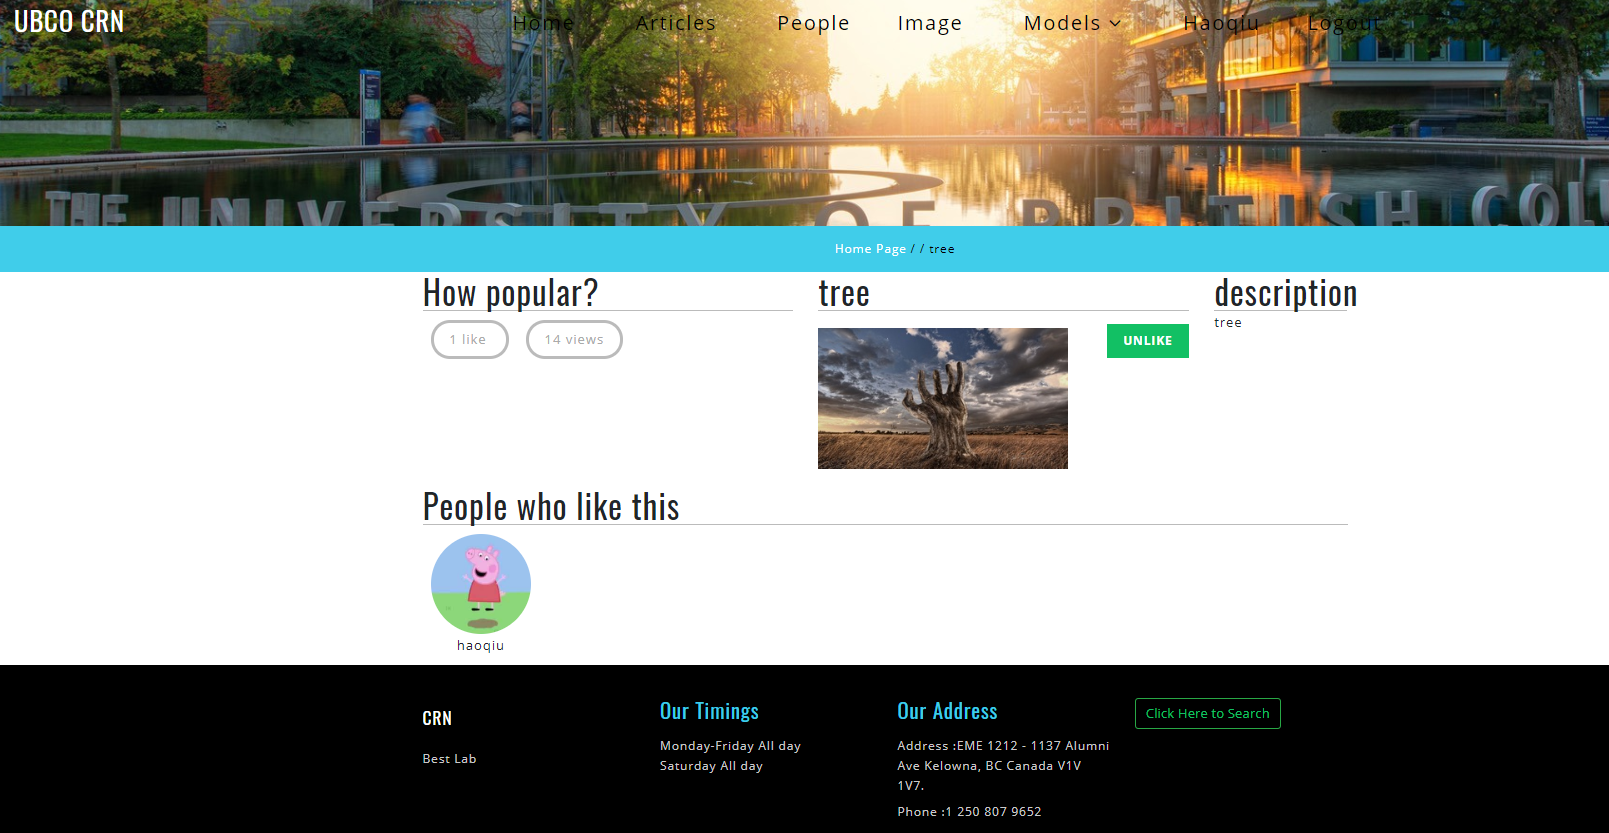 UBCO CRN
Home Articles People Image Models Haoqiu Logout
THE UNIVERSITY OF BRITISH COLU
Home Page / / tree
How popular?
1 like 14 views
tree
UNLIKE
description
tree
People who like this
haoqiu
CRN
Best Lab
Our Timings
Monday-Friday All day
Saturday All day
Our Address
Address :EME 1212 - 1137 Alumni
Ave Kelowna, BC Canada V1V
1V7.
Phone :1 250 807 9652
Click Here to Search